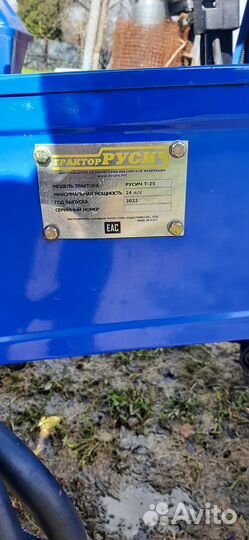 ТРАКТОР РУСИЧ
МОДЕЛЬ ТРАКТОРА РУСИЧ Т-25
МАКСИМАЛЬНАЯ МОЩНОСТЬ 24 л/с
ГОД ВЫПУСКА 2022
СЕРИЙНЫЙ НОМЕР
EAC
Avito